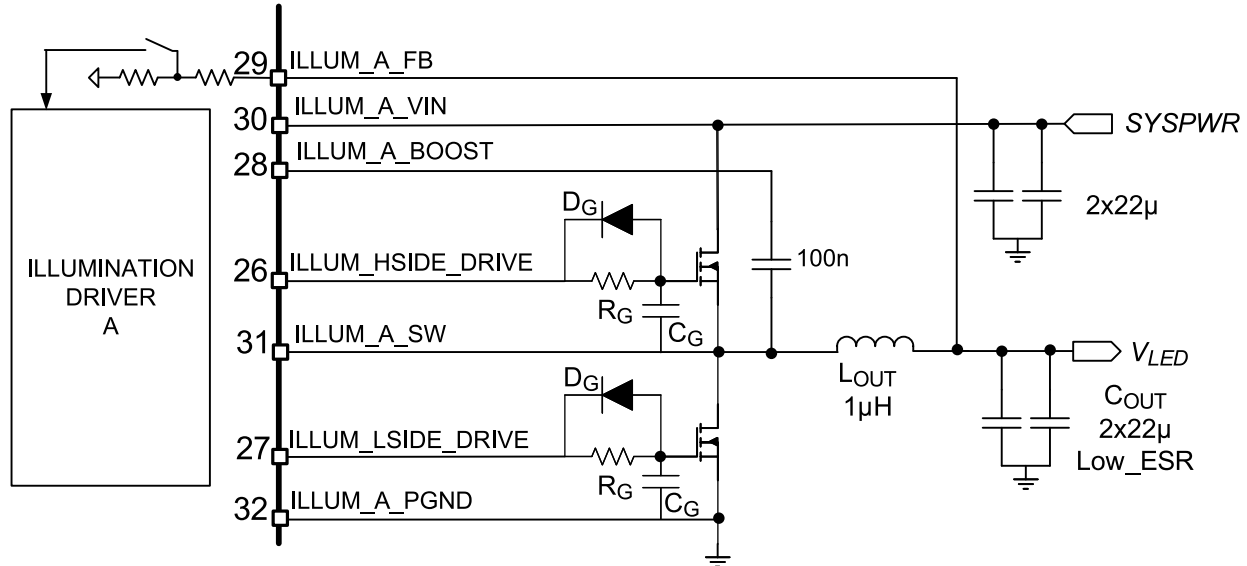 29
ILLUM_A_FB
30
ILLUM_A_VIN
SYSPWR
28
ILLUM_A_BOOST
2x22µ
DG
ILLUMINATION
DRIVER
A
26
ILLUM_HSIDE_DRIVE
100n
RG
CG
31
ILLUM_A_SW
VLED
LOUT
1µH
DG
COUT
2x22µ
Low_ESR
27
ILLUM_LSIDE_DRIVE
RG
CG
32
ILLUM_A_PGND